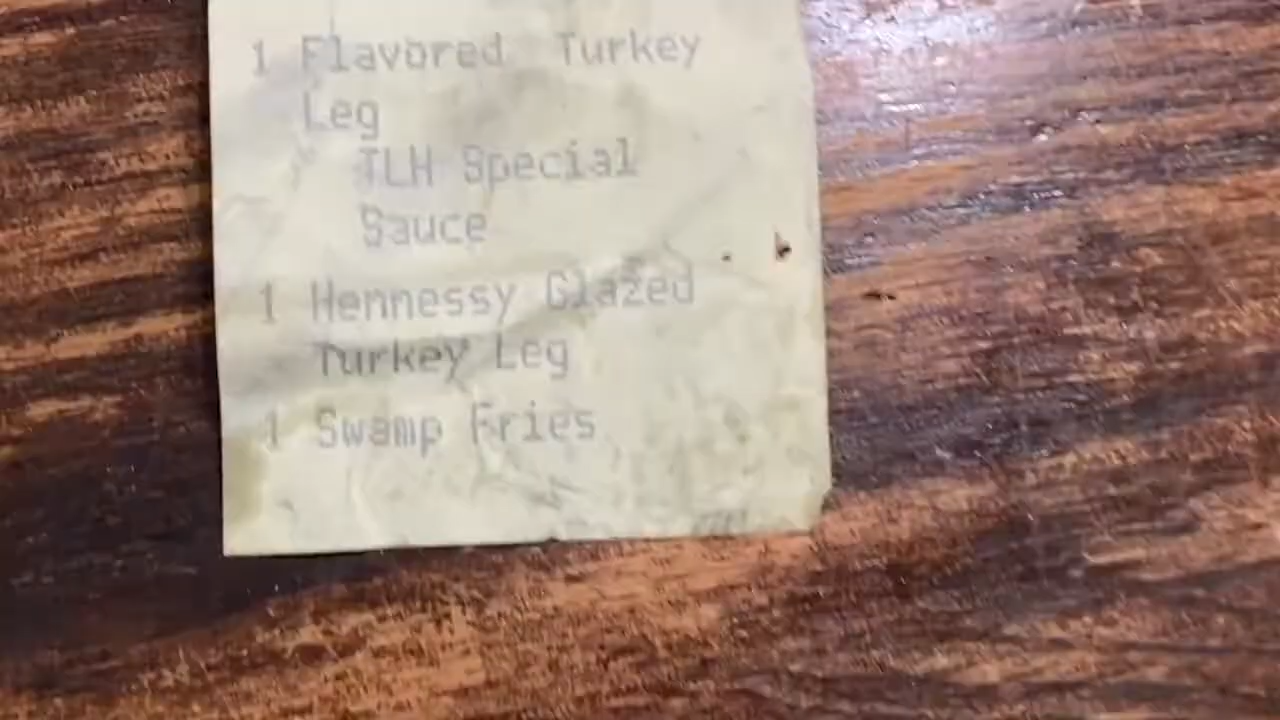 1 Flavored Turkey
Leg
TLH Special
Sauce
1 Hennessy Glazed
Turkey Leg
1 Swamp Fries